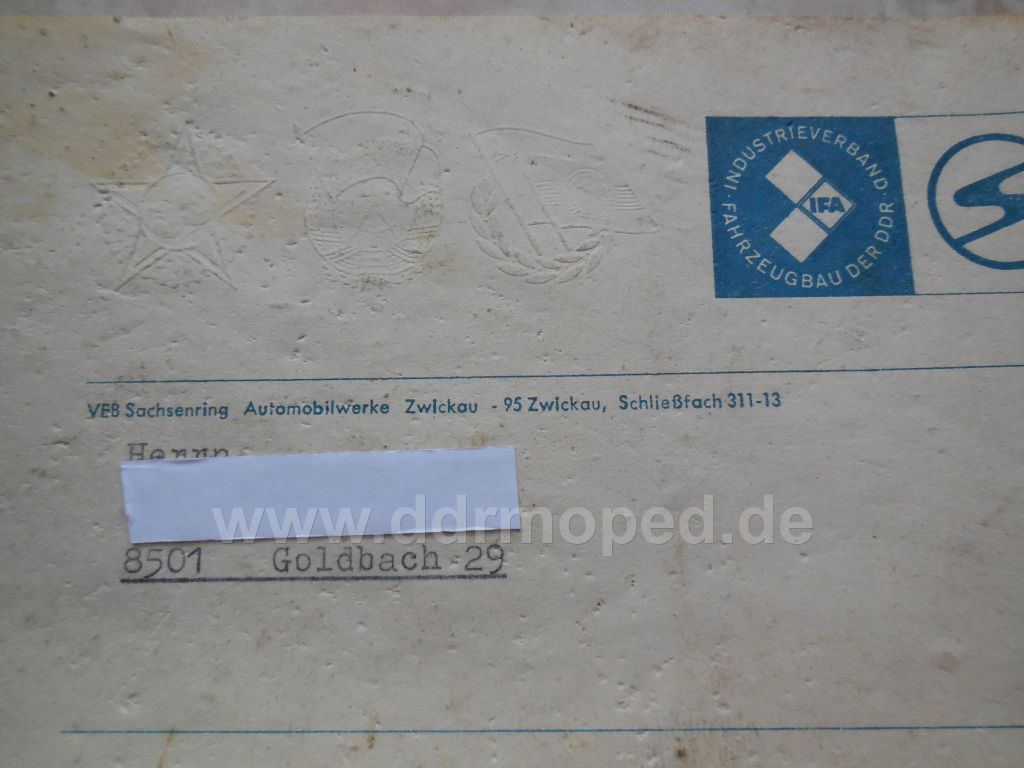 INDUSTRIEVERBAND · FAHRZEUGBAU DER DDR ·
IFA
VEB Sachsenring Automobilwerke Zwickau - 95 Zwickau, Schließfach 311-13
Herrn
www.ddrmoped.de
8501 Goldbach 29